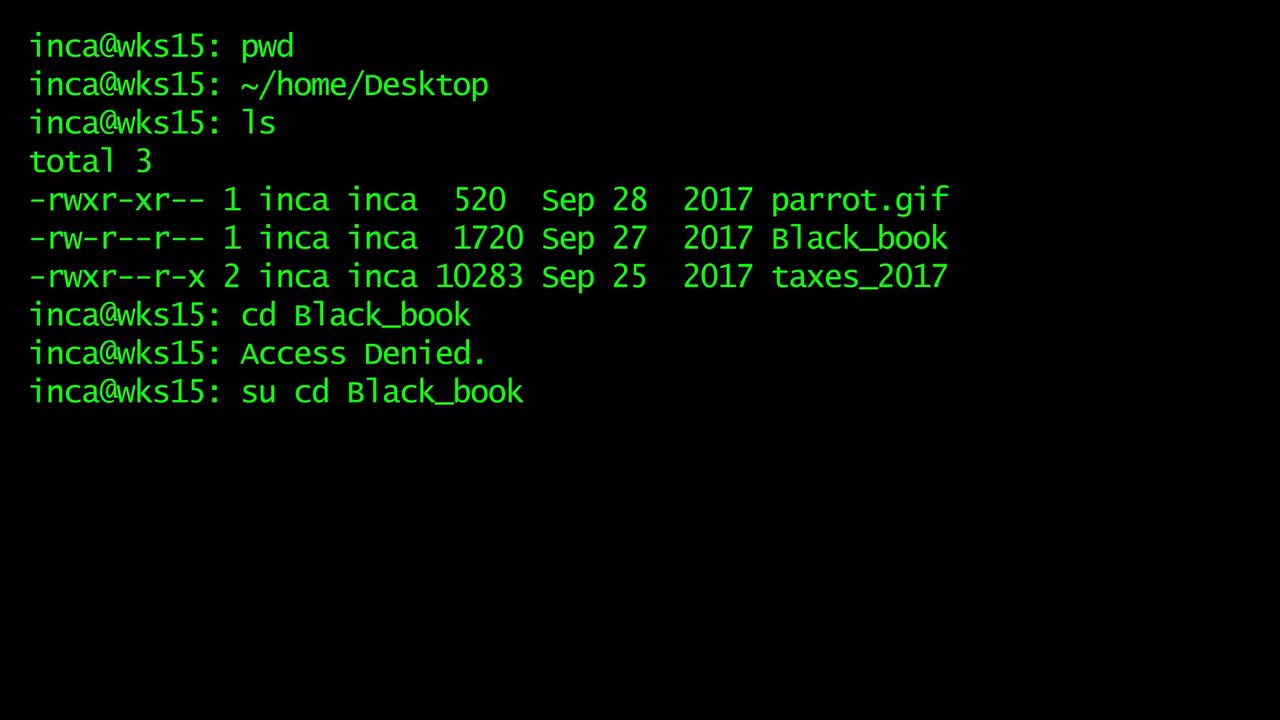 inca@wks15: pwd
inca@wks15: ~/home/Desktop
inca@wks15: ls
total 3
-rwxr-xr-- 1 inca inca  520  Sep 28  2017 parrot.gif
-rw-r--r-- 1 inca inca  1720 Sep 27  2017 Black_book
-rwxr--r-x 2 inca inca 10283 Sep 25  2017 taxes_2017
inca@wks15: cd Black_book
inca@wks15: Access Denied.
inca@wks15: su cd Black_book